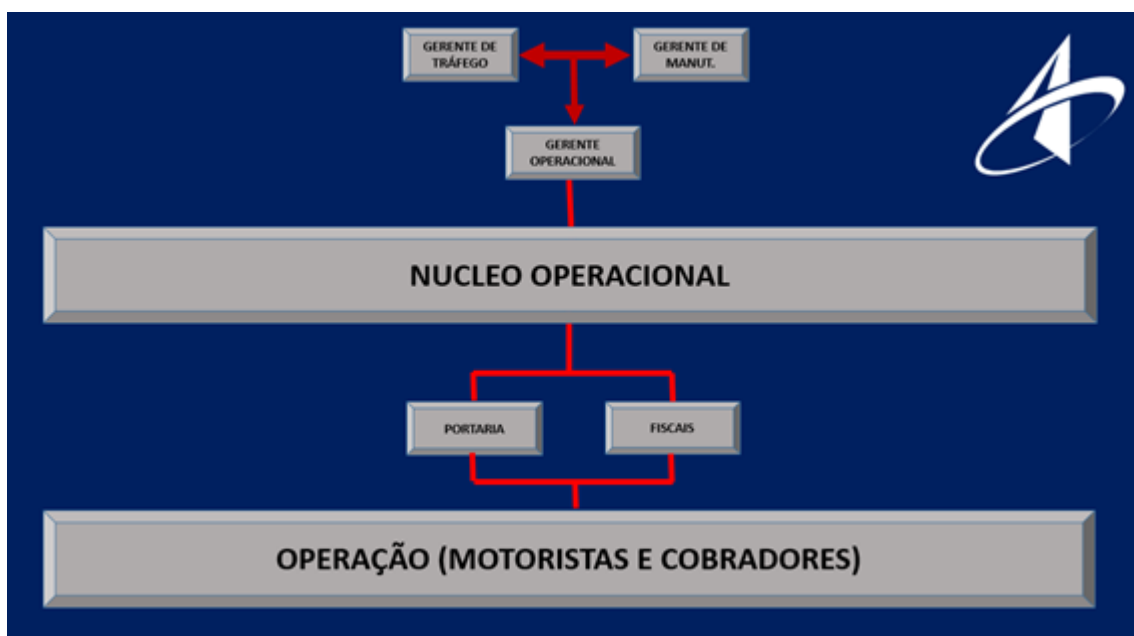 GERENTE DE
TRÁFEGO
GERENTE DE
MANUT.
GERENTE
OPERACIONAL
NUCLEO OPERACIONAL
PORTARIA
FISCAIS
OPERAÇÃO (MOTORISTAS E COBRADORES)